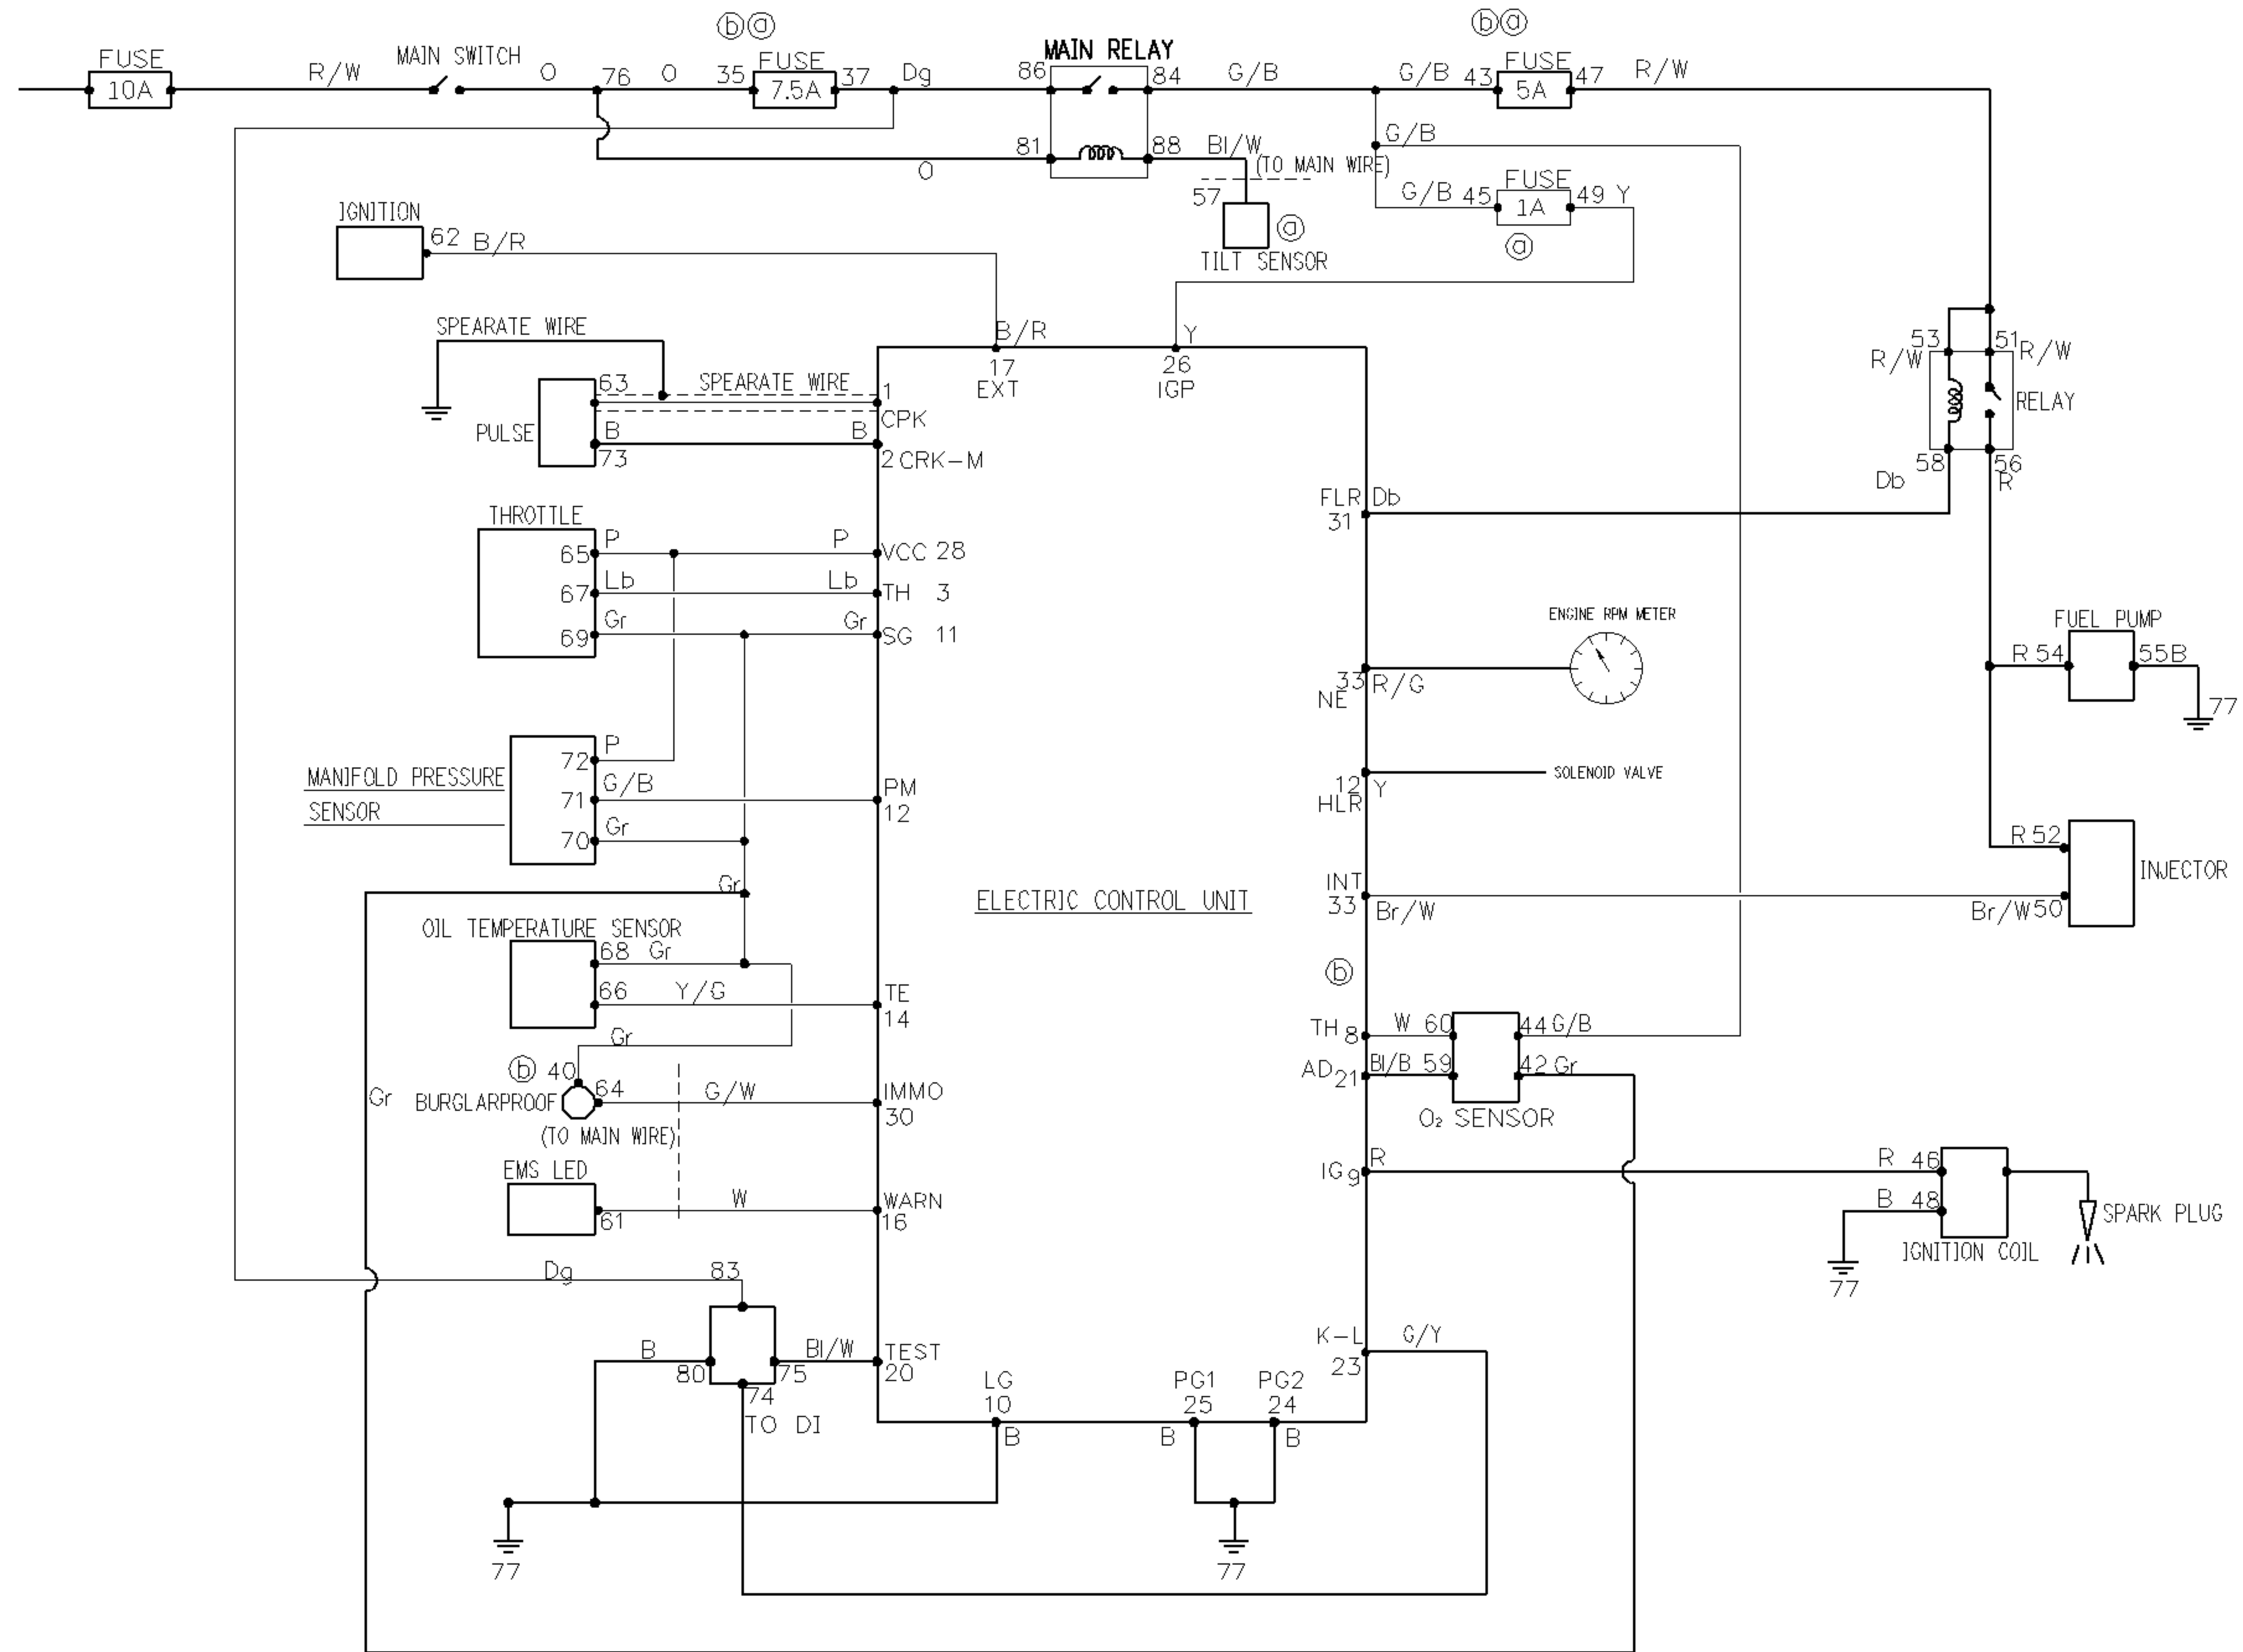 ⓑⓐ
ⓑⓐ
FUSE
10A
R/W
MAIN SWITCH
O
76
O
35
FUSE
7.5A
37
Dg
MAIN RELAY
86
84
G/B
G/B
43
FUSE
5A
47
R/W
G/B
81
88
Bl/W
(TO MAIN WIRE)
O
57
ⓐ
TILT SENSOR
G/B
45
FUSE
1A
49
Y
ⓐ
IGNITION
62
B/R
SPEARATE WIRE
B/R
17
EXT
Y
26
IGP
63
SPEARATE WIRE
1
CPK
PULSE
B
B
73
2 CRK-M
53
R/W
51
R/W
RELAY
58
56
Db
R
THROTTLE
65
P
P
VCC 28
67
Lb
Lb
TH 3
69
Gr
Gr
SG 11
FLR
31
Db
ENGINE RPM METER
33
NE
R/G
FUEL PUMP
R 54
55B
77
MANIFOLD PRESSURE
SENSOR
72
P
71
G/B
70
Gr
PM
12
12
HLR
Y
SOLENOID VALVE
R 52
INJECTOR
Gr
ELECTRIC CONTROL UNIT
INT
33
Br/W
Br/W50
OIL TEMPERATURE SENSOR
68
Gr
66
Y/G
TE
14
ⓑ
TH 8
W
60
44 G/B
AD 21
Bl/B
59
42 Gr
O₂ SENSOR
Gr
ⓑ
40
64
Gr
BURGLARPROOF
G/W
IMMO
30
(TO MAIN WIRE)
EMS LED
61
W
WARN
16
IG 9
R
R
46
B
48
77
IGNITION COIL
SPARK PLUG
Dg
83
B
80
75
Bl/W
TEST
20
74
TO DI
K-L
23
G/Y
LG
10
B
PG1
25
B
PG2
24
B
77
77